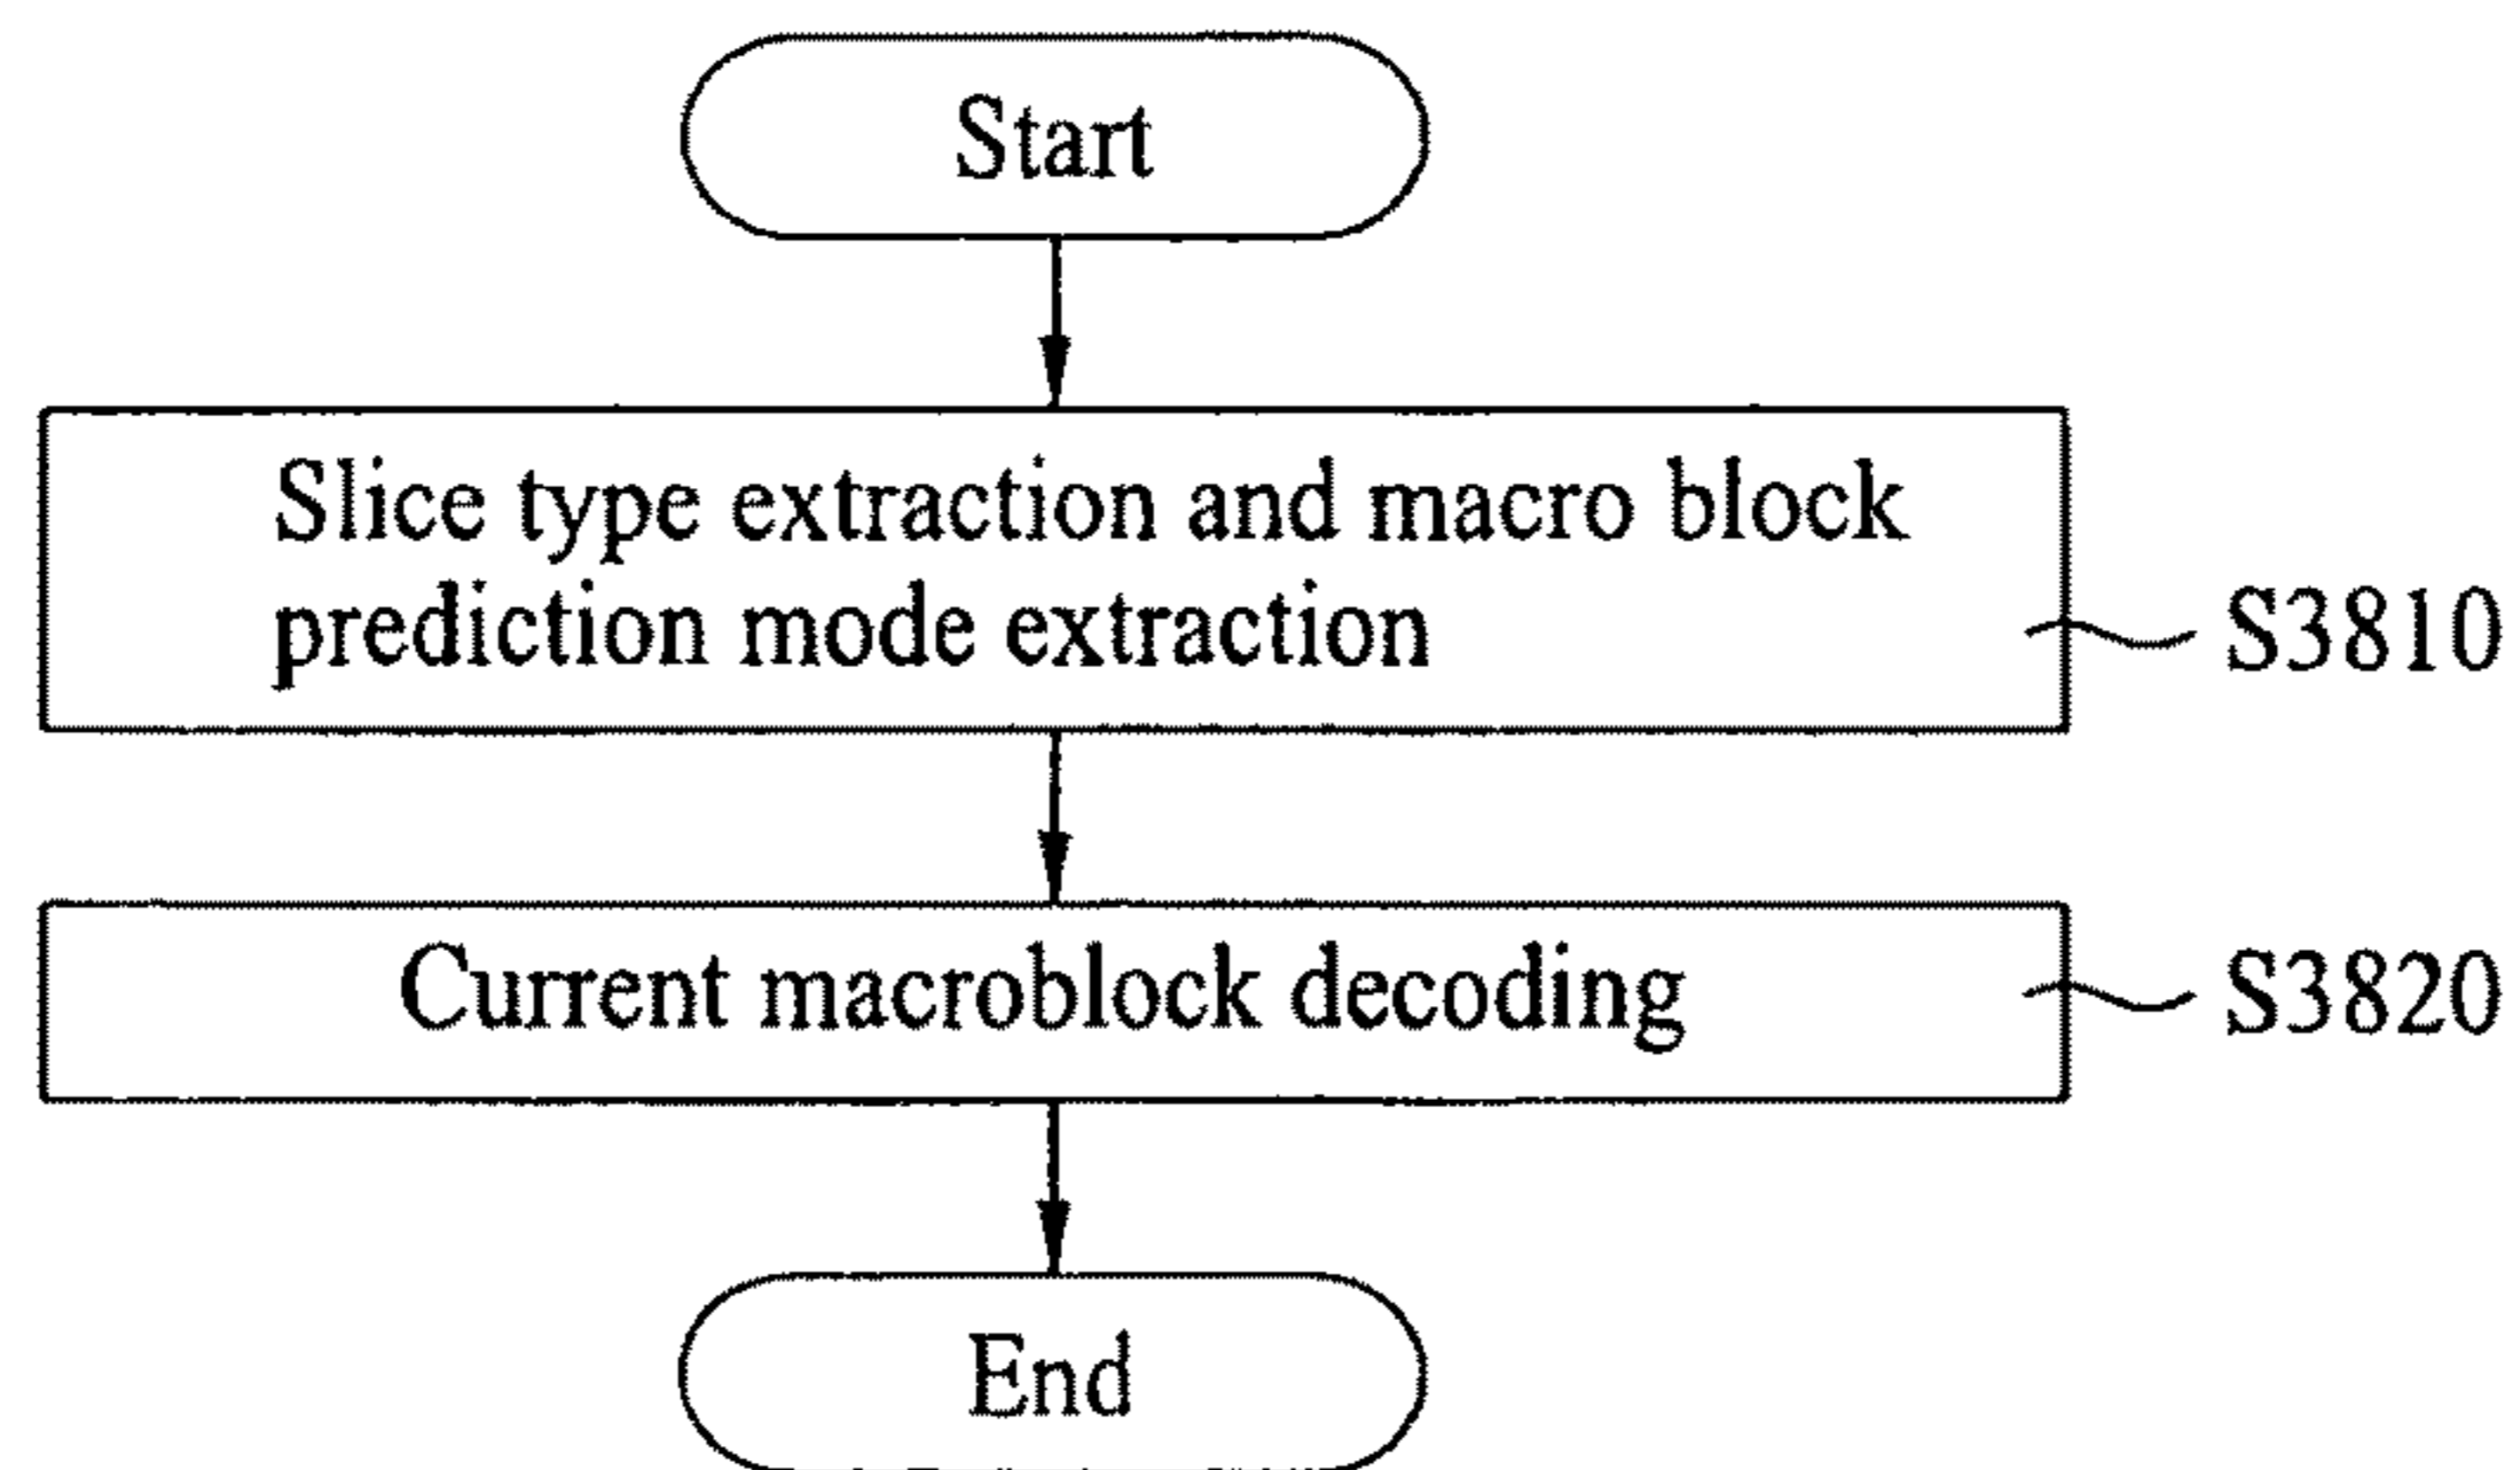 Start
Slice type extraction and macro block
prediction mode extraction
S3810
Current macroblock decoding
S3820
End